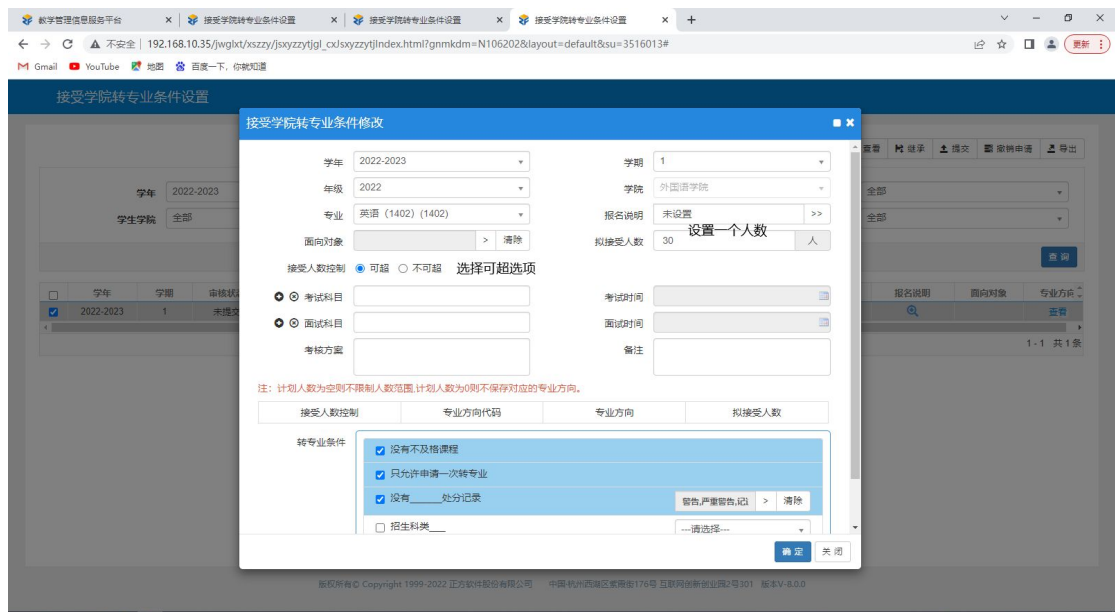 教学管理信息服务平台 接受学院转专业条件设置 接受学院转专业条件设置 接受学院转专业条件设置
不安全 192.168.10.35/jwglxt/xszzy/jsxyzzytjgl_cxJsxyzzytjIndex.html?gnmkdm=N106202&layout=default&su=3516013# 更新
Gmail YouTube 地图 百度一下,你就知道
接受学院转专业条件设置
接受学院转专业条件修改
查看 继承 提交 撤销申请 导出
学年 2022-2023 学期 1
学年 2022-2023 年级 2022 学院 外国语学院 全部
学生学院 全部 专业 英语 (1402) (1402) 报名说明 未设置 >> 全部
设置一个人数
面向对象 > 清除 拟接受人数 30 人
查 询
接受人数控制 可超 不可超 选择可超选项
学年 学期 审核状 考试科目 考试时间 报名说明 面向对象 专业方向
2022-2023 1 未提交 面试科目 面试时间 查看
考核方案 备注 1 - 1 共 1 条
注:计划人数为空则不限制人数范围,计划人数为0则不保存对应的专业方向。
接受人数控制 专业方向代码 专业方向 拟接受人数
转专业条件 没有不及格课程
只允许申请一次转专业
没有______处分记录 警告,严重警告,记 > 清除
招生科类___ ---请选择---
确 定 关 闭
版权所有© Copyright 1999-2022 正方软件股份有限公司 中国·杭州西湖区紫霞街176号 互联网创新创业园2号301 版本V-8.0.0